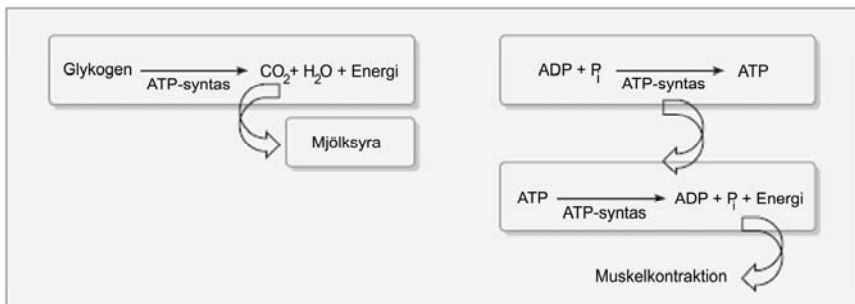 Glykogen ATP-syntas CO2+ H2O + Energi
Mjölksyra
ADP + Pi ATP-syntas ATP
ATP ATP-syntas ADP + Pi + Energi
Muskelkontraktion